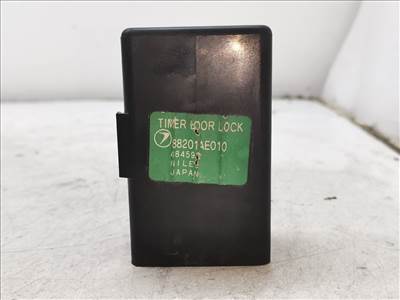 TIMER DOOR LOCK
88201AE010
NILES
JAPAN